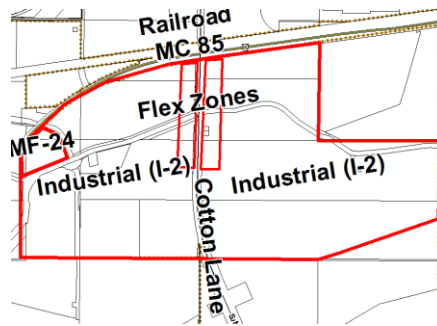 Railroad
MC 85
Flex Zones
MF-24
Industrial (I-2)
Industrial (I-2)
Cotton Lane